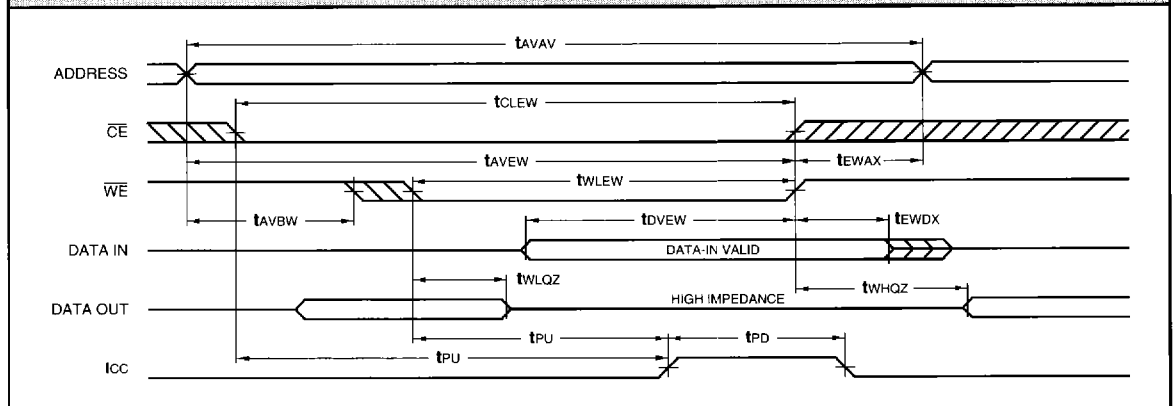 tAVAV
ADDRESS
tCLEW
CE
tAVEW
tEWAX
WE
tWLEW
tAVBW
tDVEW
tEWDX
DATA IN
DATA-IN VALID
tWLQZ
tWHQZ
DATA OUT
HIGH IMPEDANCE
tPU
tPD
tPU
ICC